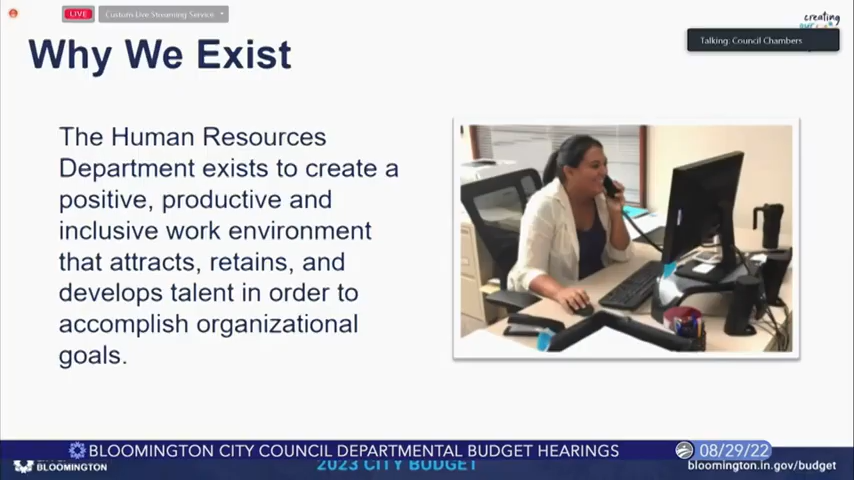 LIVE
Custom Live Streaming Service
creating
Talking: Council Chambers
Why We Exist
The Human Resources
Department exists to create a
positive, productive and
inclusive work environment
that attracts, retains, and
develops talent in order to
accomplish organizational
goals.
BLOOMINGTON CITY COUNCIL DEPARTMENTAL BUDGET HEARINGS
08/29/22
BLOOMINGTON
2023 CITY BUDGET
bloomington.in.gov/budget